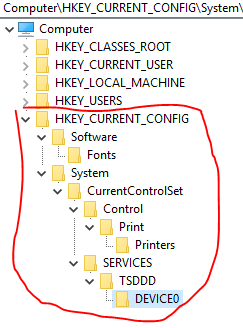 Computer\HKEY_CURRENT_CONFIG\System\
Computer
HKEY_CLASSES_ROOT
HKEY_CURRENT_USER
HKEY_LOCAL_MACHINE
HKEY_USERS
HKEY_CURRENT_CONFIG
Software
Fonts
System
CurrentControlSet
Control
Print
Printers
SERVICES
TSDDD
DEVICE0